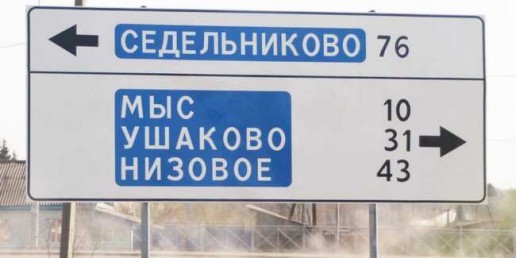 СЕДЕЛЬНИКОВО 76
МЫС 10
УШАКОВО 31
НИЗОВОЕ 43